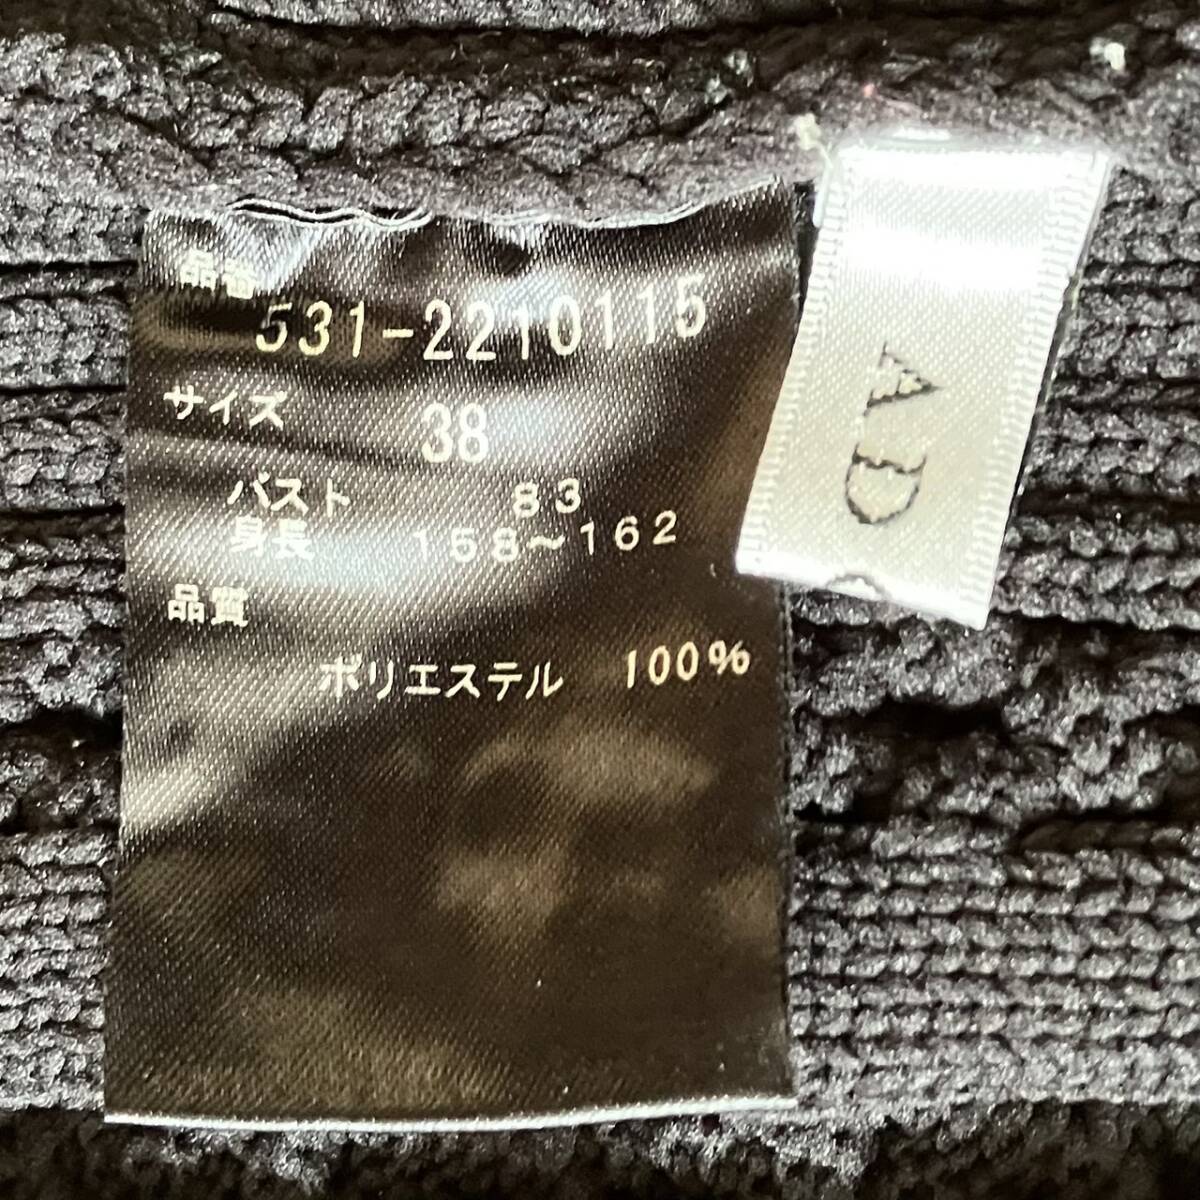 品番
531-2210115
サイズ 38
バスト 83
身長 158~162
品質
ポリエステル 100%
AD